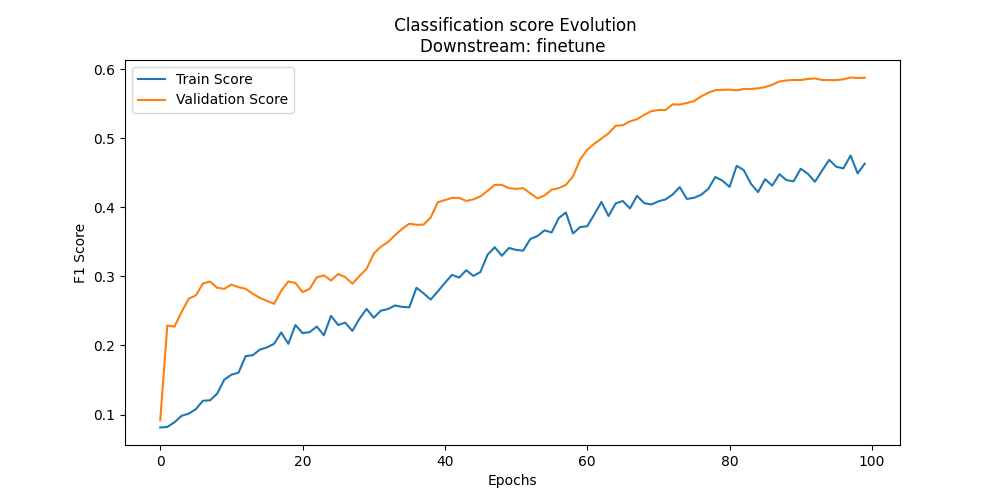 Classification score Evolution
Downstream: finetune
Train Score
Validation Score
F1 Score
0.6
0.5
0.4
0.3
0.2
0.1
0 20 40 60 80 100
Epochs